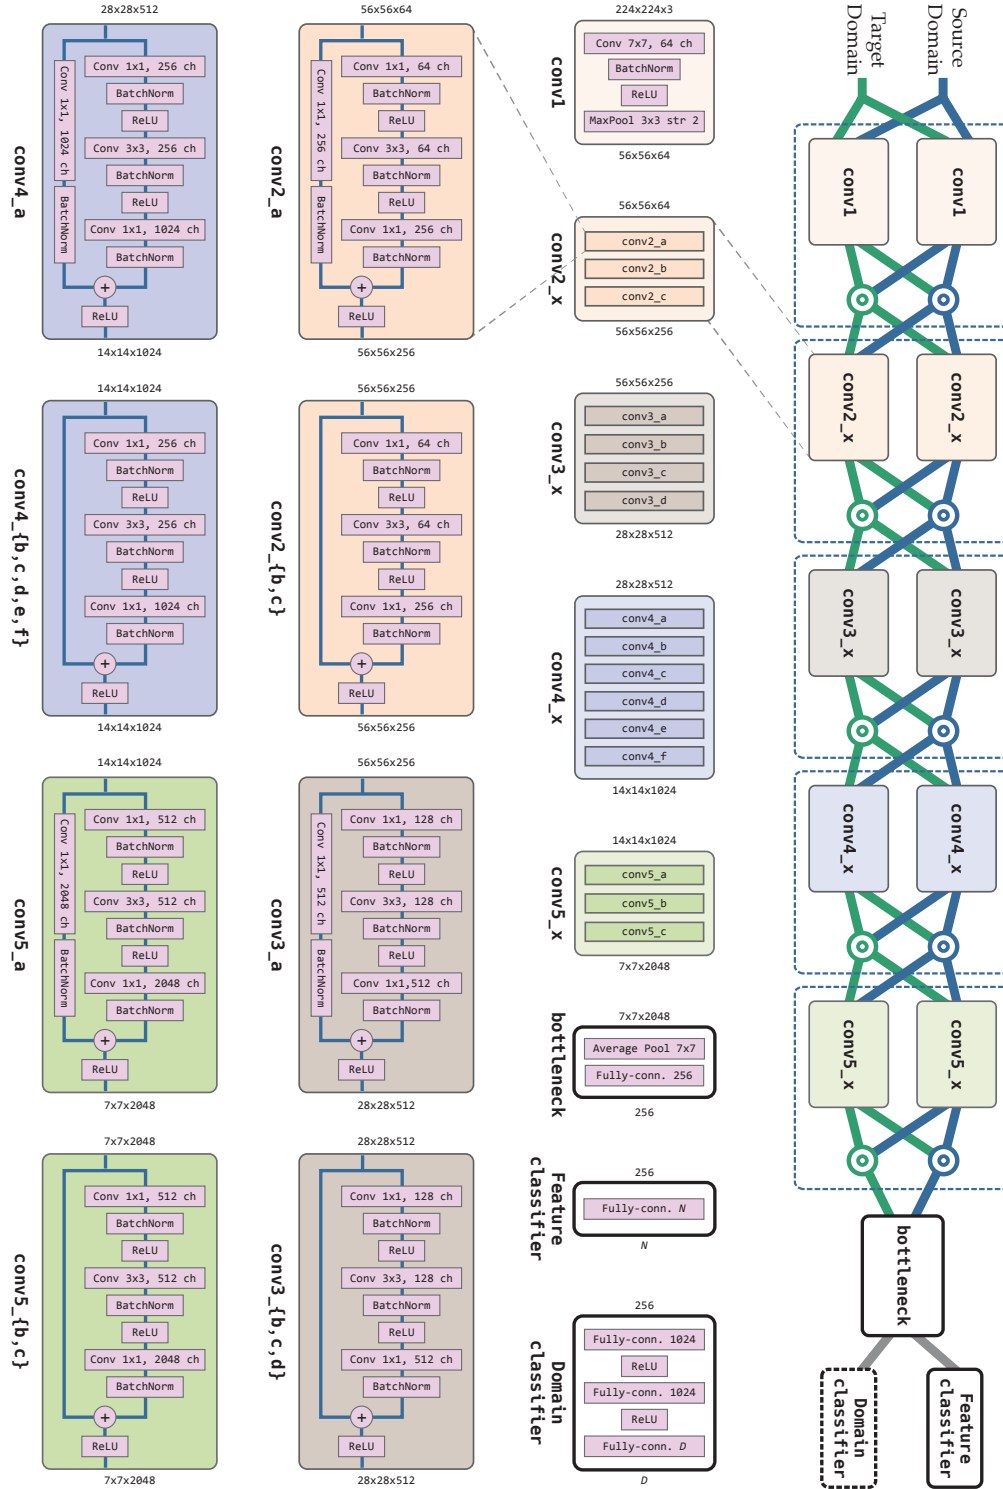 28x28x512
Conv 1x1, 256 ch
BatchNorm
ReLU
Conv 3x3, 256 ch
BatchNorm
ReLU
Conv 1x1, 1024 ch
BatchNorm
Conv 1x1, 1024 ch
BatchNorm
+
ReLU
14x14x1024
conv4_a
14x14x1024
Conv 1x1, 256 ch
BatchNorm
ReLU
Conv 3x3, 256 ch
BatchNorm
ReLU
Conv 1x1, 1024 ch
BatchNorm
+
ReLU
14x14x1024
conv4_{b,c,d,e,f}
14x14x1024
Conv 1x1, 512 ch
BatchNorm
ReLU
Conv 3x3, 512 ch
BatchNorm
ReLU
Conv 1x1, 2048 ch
BatchNorm
Conv 1x1, 2048 ch
BatchNorm
+
ReLU
7x7x2048
conv5_a
7x7x2048
Conv 1x1, 512 ch
BatchNorm
ReLU
Conv 3x3, 512 ch
BatchNorm
ReLU
Conv 1x1, 2048 ch
BatchNorm
+
ReLU
7x7x2048
conv5_{b,c}
56x56x64
Conv 1x1, 64 ch
BatchNorm
ReLU
Conv 3x3, 64 ch
BatchNorm
ReLU
Conv 1x1, 256 ch
BatchNorm
Conv 1x1, 256 ch
BatchNorm
+
ReLU
56x56x256
conv2_a
56x56x256
Conv 1x1, 64 ch
BatchNorm
ReLU
Conv 3x3, 64 ch
BatchNorm
ReLU
Conv 1x1, 256 ch
BatchNorm
+
ReLU
56x56x256
conv2_{b,c}
56x56x256
Conv 1x1, 128 ch
BatchNorm
ReLU
Conv 3x3, 128 ch
BatchNorm
ReLU
Conv 1x1,512 ch
BatchNorm
Conv 1x1, 512 ch
BatchNorm
+
ReLU
28x28x512
conv3_a
28x28x512
Conv 1x1, 128 ch
BatchNorm
ReLU
Conv 3x3, 128 ch
BatchNorm
ReLU
Conv 1x1, 512 ch
BatchNorm
+
ReLU
28x28x512
conv3_{b,c,d}
224x224x3
Conv 7x7, 64 ch
BatchNorm
ReLU
MaxPool 3x3 str 2
56x56x64
conv1
56x56x64
conv2_a
conv2_b
conv2_c
56x56x256
conv2_x
56x56x256
conv3_a
conv3_b
conv3_c
conv3_d
28x28x512
conv3_x
28x28x512
conv4_a
conv4_b
conv4_c
conv4_d
conv4_e
conv4_f
14x14x1024
conv4_x
14x14x1024
conv5_a
conv5_b
conv5_c
7x7x2048
conv5_x
7x7x2048
Average Pool 7x7
Fully-conn. 256
256
bottleneck
256
Fully-conn. N
N
Feature
classifier
256
Fully-conn. 1024
ReLU
Fully-conn. 1024
ReLU
Fully-conn. D
D
Domain
classifier
Source
Domain
Target
Domain
conv1
conv1
conv2_x
conv2_x
conv3_x
conv3_x
conv4_x
conv4_x
conv5_x
conv5_x
bottleneck
Feature
classifier
Domain
classifier